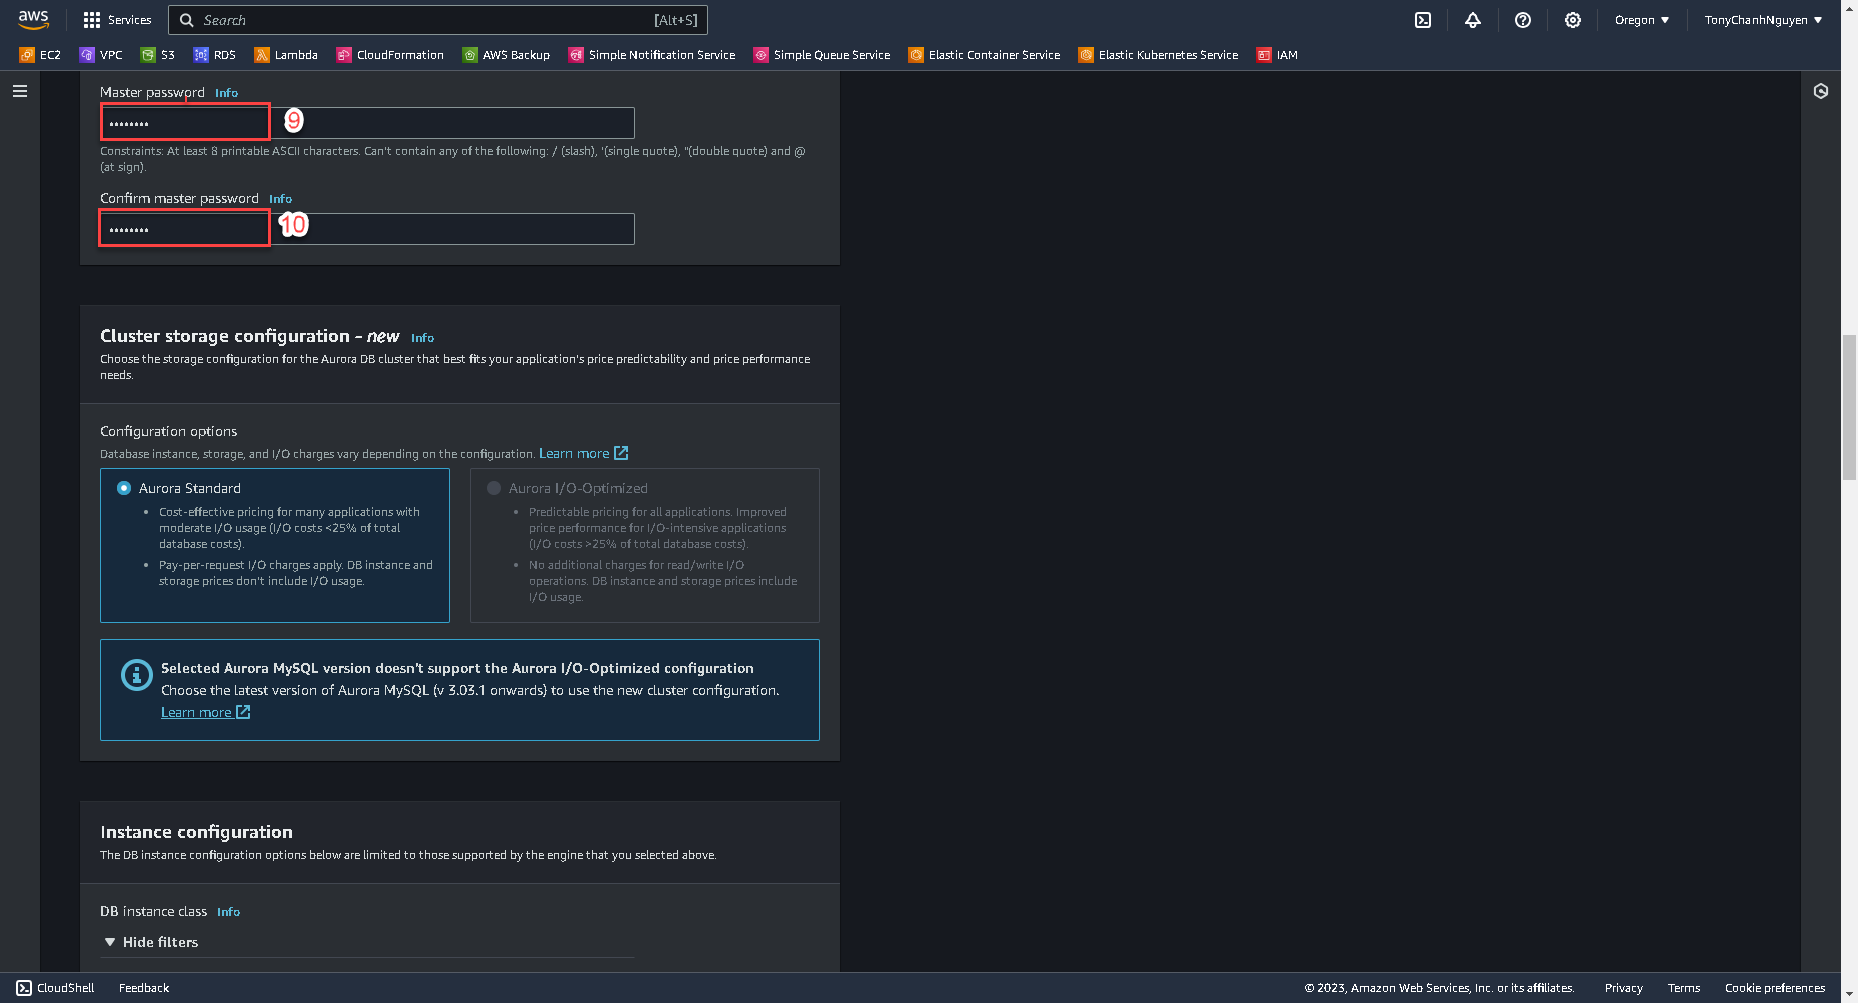 aws
Services
Search
[Alt+S]
Oregon ▼
TonyChanhNguyen ▼
EC2
VPC
S3
RDS
Lambda
CloudFormation
AWS Backup
Simple Notification Service
Simple Queue Service
Elastic Container Service
Elastic Kubernetes Service
IAM
Master password Info
•••••••• 9
Constraints: At least 8 printable ASCII characters. Can't contain any of the following: / (slash), '(single quote), "(double quote) and @
(at sign).
Confirm master password Info
•••••••• 10
Cluster storage configuration - new Info
Choose the storage configuration for the Aurora DB cluster that best fits your application's price predictability and price performance
needs.
Configuration options
Database instance, storage, and I/O charges vary depending on the configuration. Learn more
Aurora Standard
• Cost-effective pricing for many applications with
moderate I/O usage (I/O costs <25% of total
database costs).
• Pay-per-request I/O charges apply. DB instance and
storage prices don't include I/O usage.
Aurora I/O-Optimized
• Predictable pricing for all applications. Improved
price performance for I/O-intensive applications
(I/O costs >25% of total database costs).
• No additional charges for read/write I/O
operations. DB instance and storage prices include
I/O usage.
Selected Aurora MySQL version doesn't support the Aurora I/O-Optimized configuration
Choose the latest version of Aurora MySQL (v 3.03.1 onwards) to use the new cluster configuration.
Learn more
Instance configuration
The DB instance configuration options below are limited to those supported by the engine that you selected above.
DB instance class Info
▼ Hide filters
CloudShell
Feedback
© 2023, Amazon Web Services, Inc. or its affiliates.
Privacy
Terms
Cookie preferences